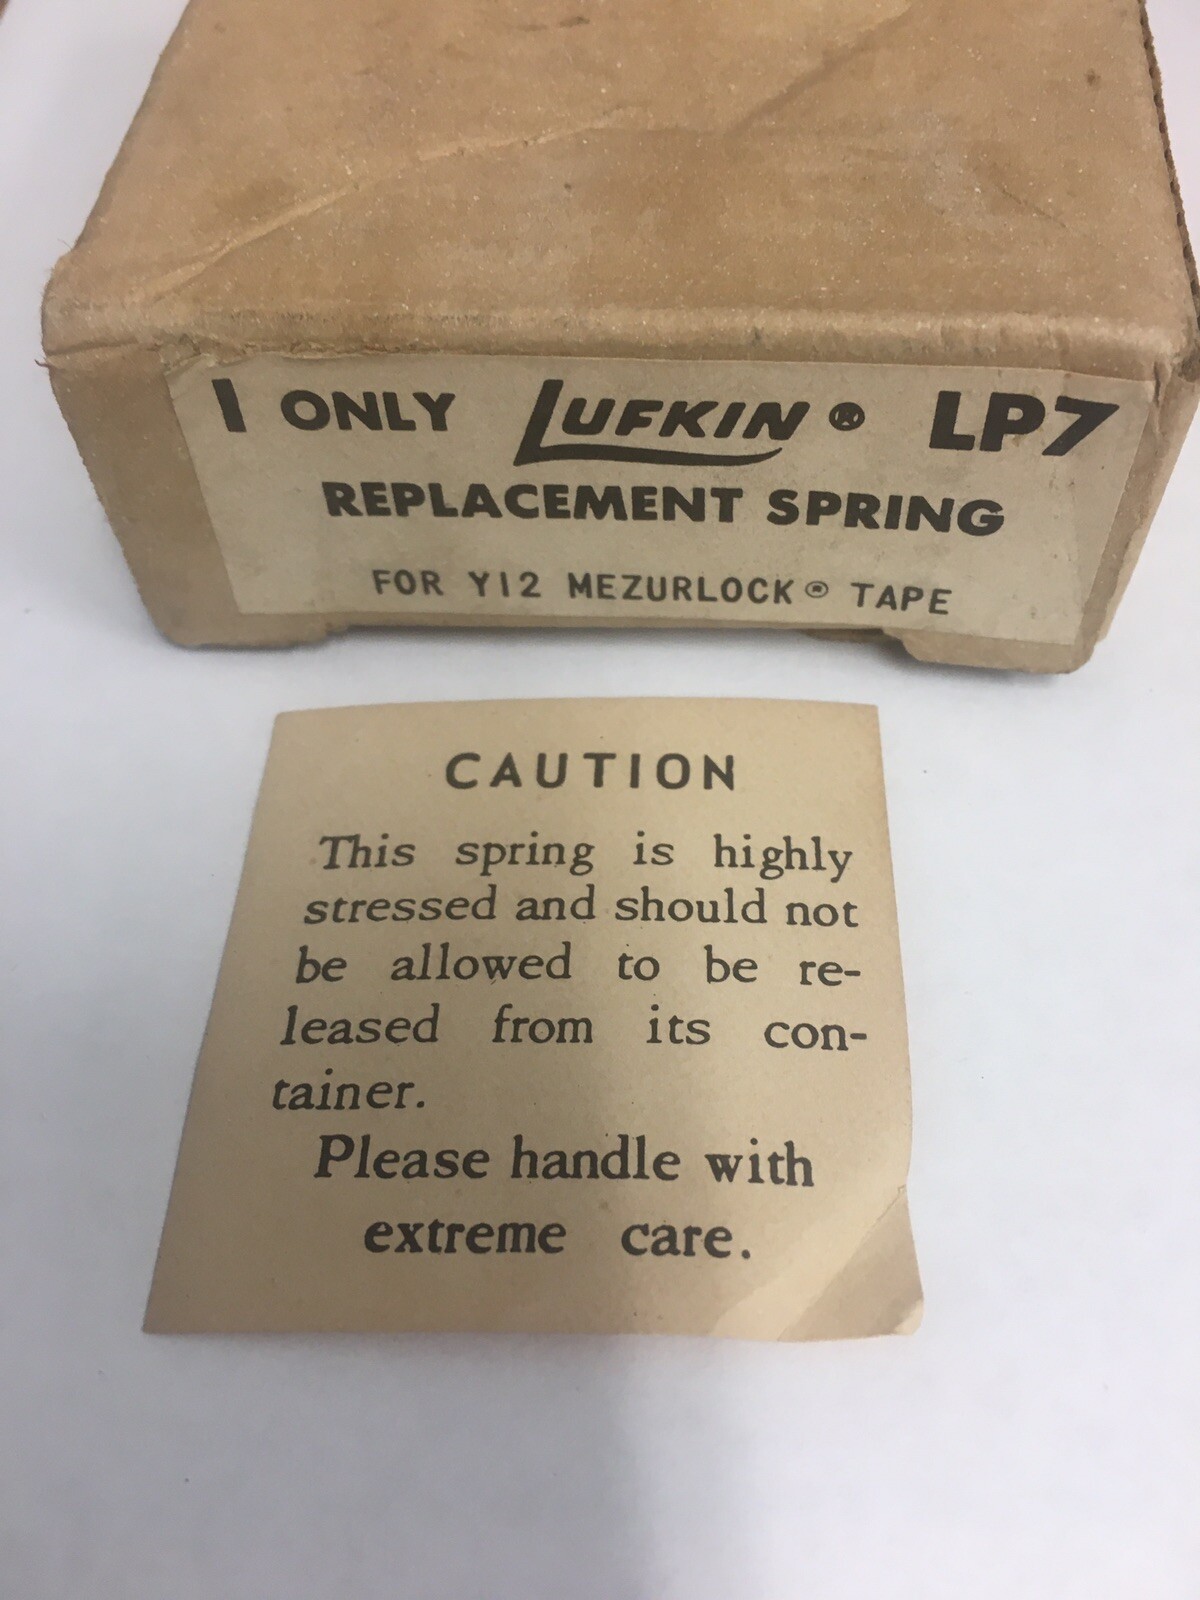 1 ONLY LUFKIN® LP7
REPLACEMENT SPRING
FOR Y12 MEZURLOCK® TAPE
CAUTION
This spring is highly
stressed and should not
be allowed to be re-
leased from its con-
tainer.
Please handle with
extreme care.